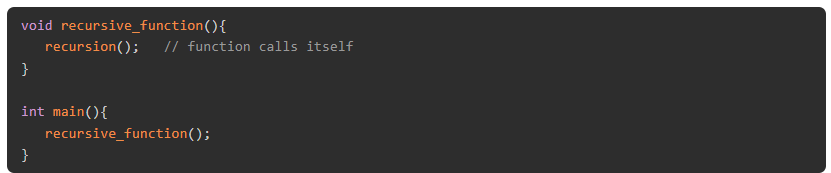 void recursive_function(){
   recursion();   // function calls itself
}

int main(){
   recursive_function();
}